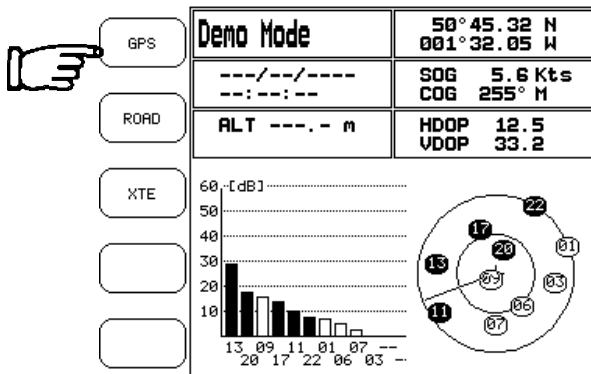 GPS
ROAD
XTE
Demo Mode
50°45.32 N
001°32.05 W
---/--/----
--:--:--
SOG 5.6 Kts
COG 255° M
ALT ---.- m
HDOP 12.5
VDOP 33.2
60 [dB]
50
40
30
20
10
13 09 11 01 07 --
20 17 22 06 03 --
22
17
01
20
13
09
03
06
11
07